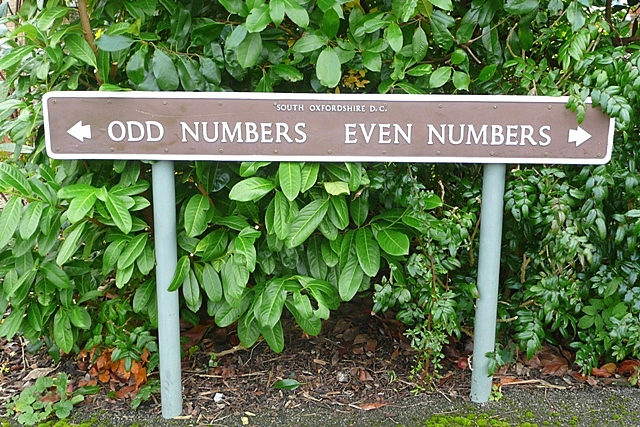 SOUTH OXFORDSHIRE D.C.
ODD NUMBERS EVEN NUMBERS